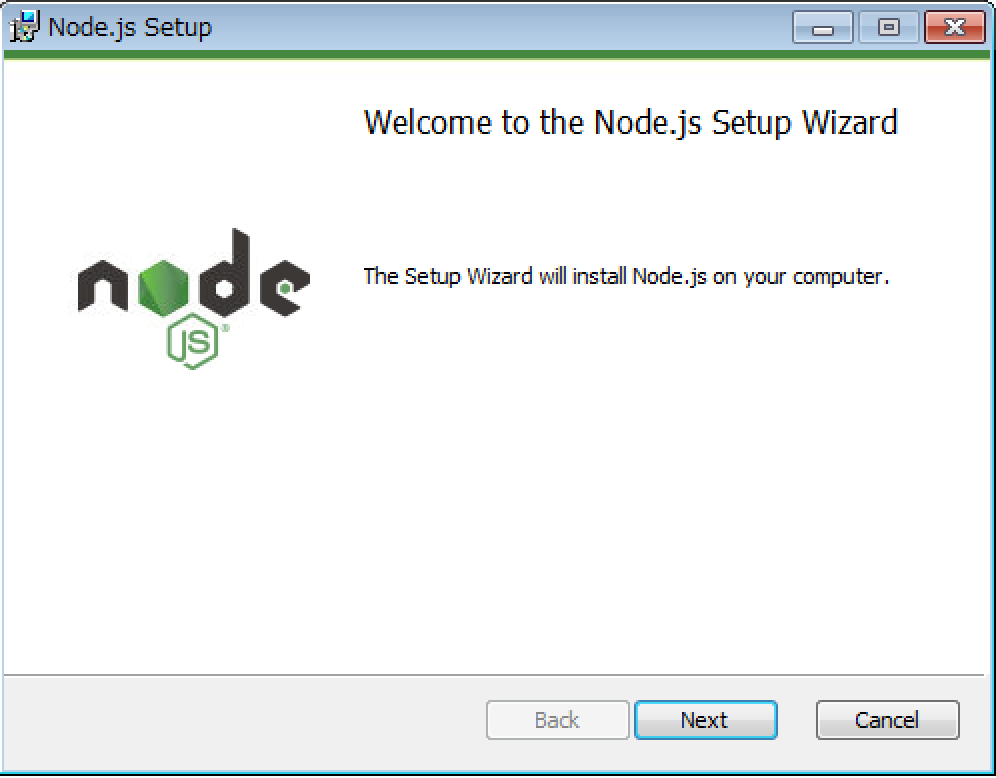 Node.js Setup
Welcome to the Node.js Setup Wizard
node
JS®
The Setup Wizard will install Node.js on your computer.
Back
Next
Cancel